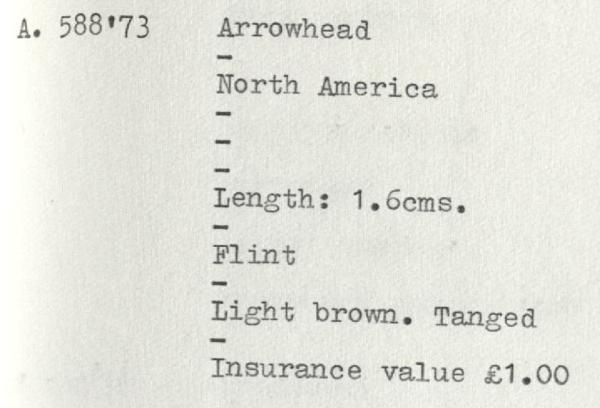 A. 588'73 Arrowhead
-
North America
-
-
-
Length: 1.6cms.
-
Flint
-
Light brown. Tanged
-
Insurance value £1.00